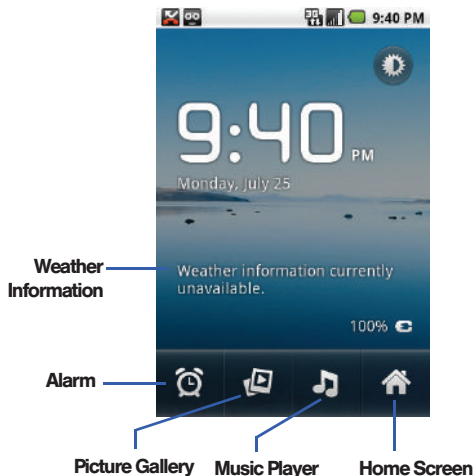 3G 9:40 PM
9:40 PM
Monday, July 25
Weather information currently
unavailable.
100%
Weather
Information
Alarm
Picture Gallery Music Player Home Screen